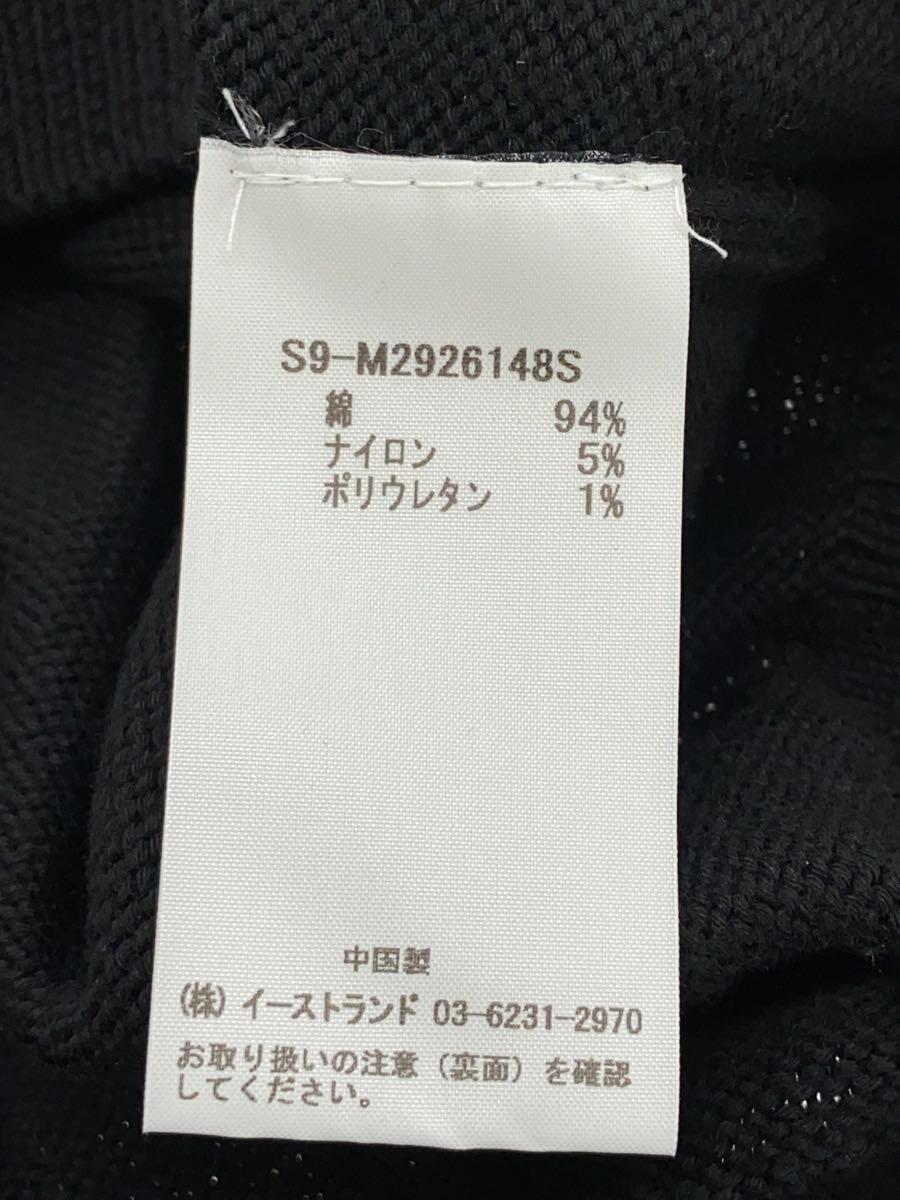 S9-M2926148S
綿 94%
ナイロン 5%
ポリウレタン 1%
中国製
(株) イーストランド 03-6231-2970
お取り扱いの注意（裏面）を確認
してください。